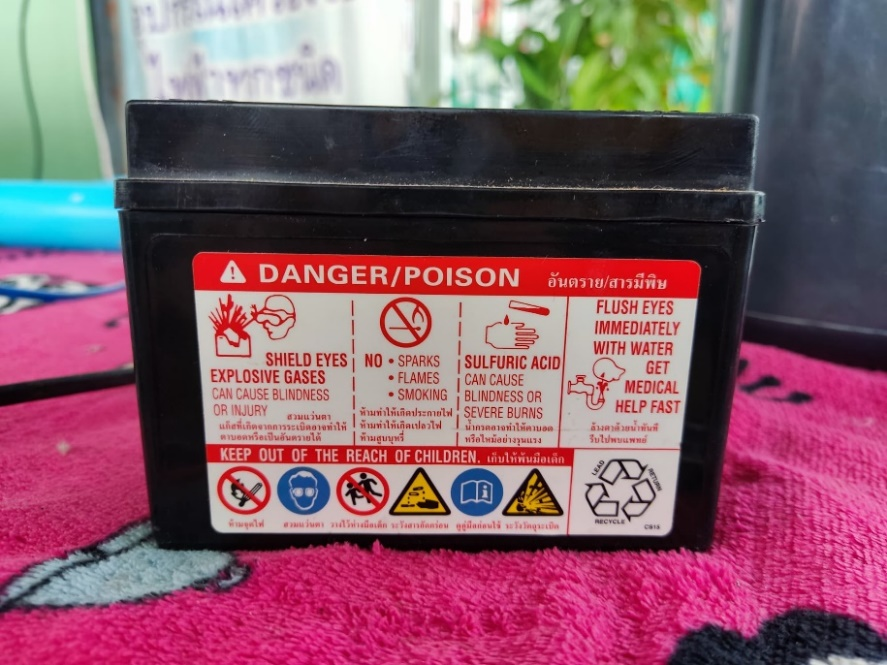 ไฟฟ้าทุกชนิด
DANGER/POISON อันตราย/สารมีพิษ
SHIELD EYES
EXPLOSIVE GASES
CAN CAUSE BLINDNESS
OR INJURY
สวมแว่นตา
แก๊สที่เกิดจากการระเบิดอาจทำให้
ตาบอดหรือเป็นอันตรายได้
NO • SPARKS
• FLAMES
• SMOKING
ห้ามทำให้เกิดประกายไฟ
ห้ามทำให้เกิดเปลวไฟ
ห้ามสูบบุหรี่
SULFURIC ACID
CAN CAUSE
BLINDNESS OR
SEVERE BURNS
น้ำกรดอาจทำให้ตาบอด
หรือไหม้อย่างรุนแรง
FLUSH EYES
IMMEDIATELY
WITH WATER
GET
MEDICAL
HELP FAST
ล้างตาด้วยน้ำทันที
รีบไปพบแพทย์
KEEP OUT OF THE REACH OF CHILDREN. เก็บให้พ้นมือเด็ก
ห้ามจุดไฟ สวมแว่นตา วางไว้ห่างมือเด็ก ระวังสารกัดกร่อน ดูคู่มือก่อนใช้ ระวังวัตถุระเบิด
LEAD
RETURN
RECYCLE
CB16